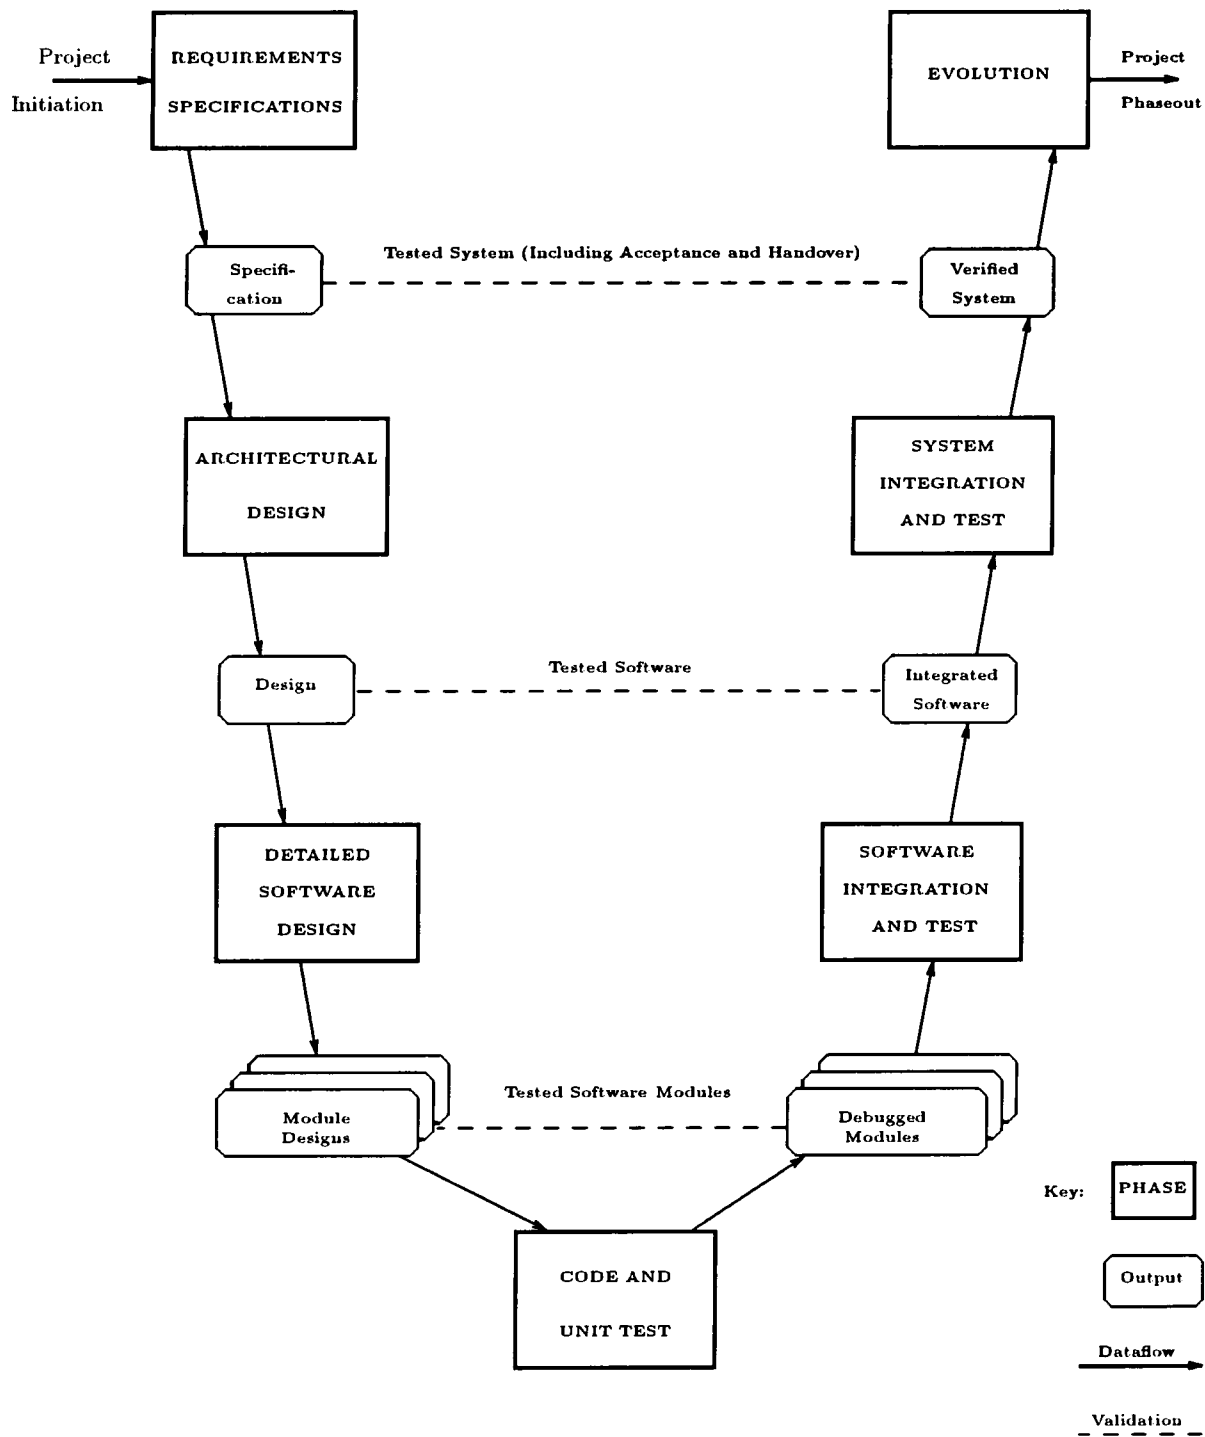 Project
Initiation
REQUIREMENTS
SPECIFICATIONS
EVOLUTION
Project
Phaseout
Specifi-
cation
Tested System (Including Acceptance and Handover)
Verified
System
ARCHITECTURAL
DESIGN
SYSTEM
INTEGRATION
AND TEST
Design
Tested Software
Integrated
Software
DETAILED
SOFTWARE
DESIGN
SOFTWARE
INTEGRATION
AND TEST
Module
Designs
Tested Software Modules
Debugged
Modules
CODE AND
UNIT TEST
Key:
PHASE
Output
Dataflow
Validation